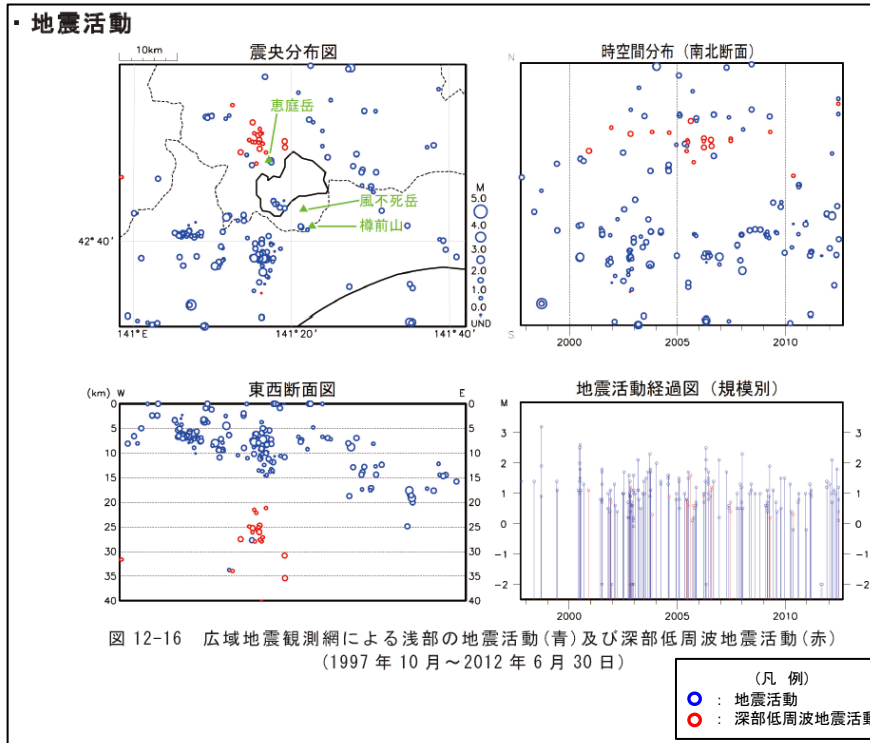 ・地震活動
10km
震央分布図
恵庭岳
風不死岳
樽前山
42°40′
141°E
141°20′
141°40′
M
5.0
4.0
3.0
2.0
1.0
0.0
UND
時空間分布（南北断面）
N
S
2000
2005
2010
東西断面図
(km) W
E
0
5
10
15
20
25
30
35
40
地震活動経過図（規模別）
M
3
2
1
0
-1
-2
3
2
1
0
-1
-2
2000
2005
2010
図 12-16 広域地震観測網による浅部の地震活動(青)及び深部低周波地震活動(赤)
(1997 年 10 月～2012 年 6 月 30 日)
(凡 例)
： 地震活動
： 深部低周波地震活動